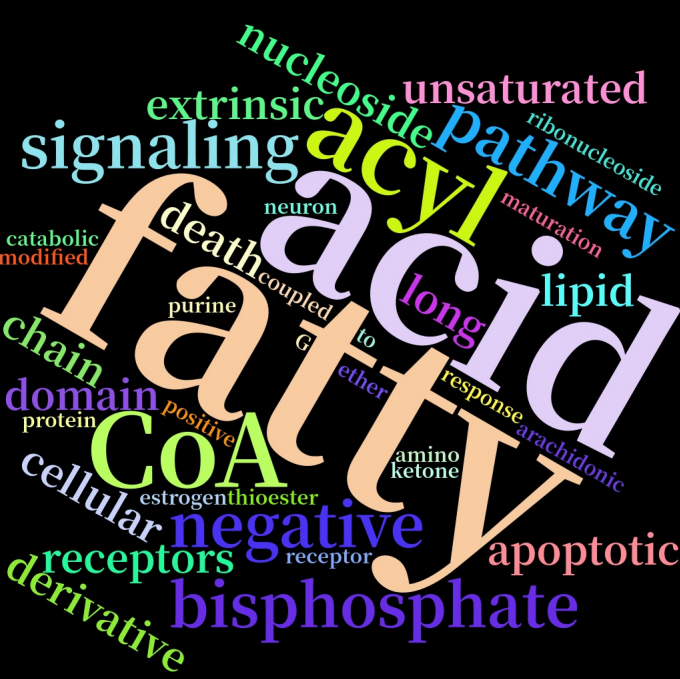 nucleoside
unsaturated
extrinsic
acyl
pathway
ribonucleoside
signaling
fatty
acid
neuron
maturation
death
catabolic
modified
coupled
purine
long
lipid
chain
G
to
ether
response
domain
protein
positive
CoA
arachidonic
amino
ketone
cellular
estrogen
thioester
negative
receptors
receptor
apoptotic
derivative
bisphosphate